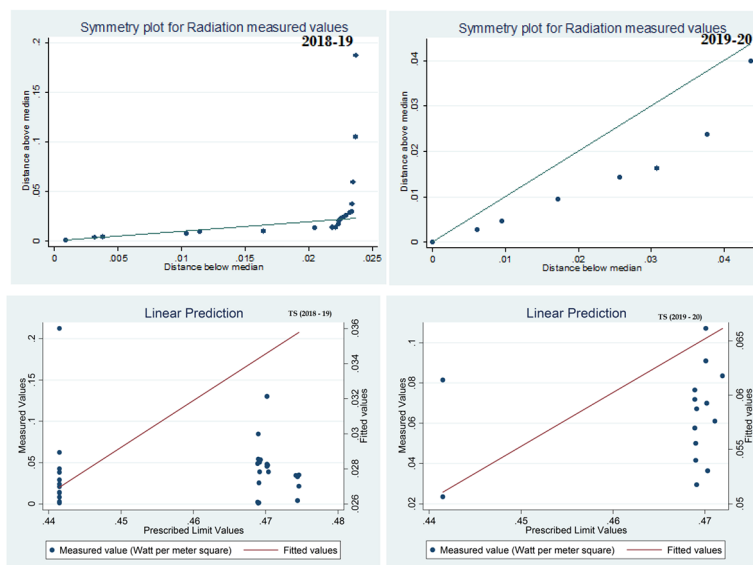 Symmetry plot for Radiation measured values
2018-19
Distance above median
0 .05 .1 .15 .2
0 .005 .01 .015 .02 .025
Distance below median
Symmetry plot for Radiation measured values
2019-20
Distance above median
0 .01 .02 .03 .04
0 .01 .02 .03 .04
Distance below median
Linear Prediction
TS (2018 - 19)
Measured Values
0 .05 .1 .15 .2
.026 .028 .03 .032 .034 .036
Fitted values
.44 .45 .46 .47 .48
Prescribed Limit Values
Measured value (Watt per meter square) Fitted values
Linear Prediction
TS (2019 - 20)
Measured Values
.02 .04 .06 .08 .1
.05 .055 .06 .065
Fitted values
.44 .45 .46 .47
Prescribed Limit Values
Measured value (Watt per meter square) Fitted values